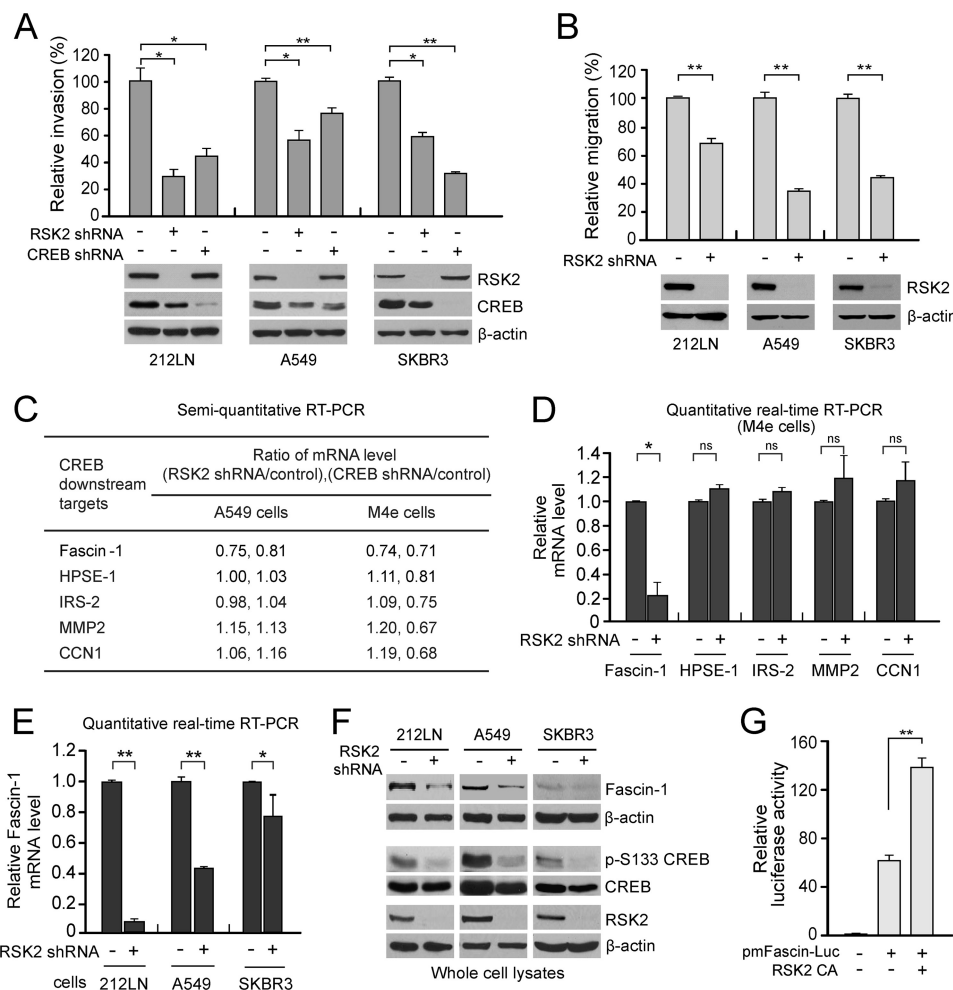 A
Relative invasion (%)
120
100
80
60
40
20
0
* *
* **
* **
RSK2 shRNA - + - - + - - + -
CREB shRNA - - + - - + - - +
RSK2
CREB
β-actin
212LN A549 SKBR3
B
Relative migration (%)
120
100
80
60
40
20
0
** ** **
RSK2 shRNA - + - + - +
RSK2
β-actin
212LN A549 SKBR3
C
Semi-quantitative RT-PCR
CREB downstream targets
Ratio of mRNA level
(RSK2 shRNA/control),(CREB shRNA/control)
A549 cells M4e cells
Fascin-1 0.75, 0.81 0.74, 0.71
HPSE-1 1.00, 1.03 1.11, 0.81
IRS-2 0.98, 1.04 1.09, 0.75
MMP2 1.15, 1.13 1.20, 0.67
CCN1 1.06, 1.16 1.19, 0.68
D
Quantitative real-time RT-PCR
(M4e cells)
Relative
mRNA level
1.4
1.2
1.0
0.8
0.6
0.4
0.2
0
* ns ns ns ns
RSK2 shRNA - + - + - + - + - +
Fascin-1 HPSE-1 IRS-2 MMP2 CCN1
E
Quantitative real-time RT-PCR
Relative Fascin-1
mRNA level
1.2
1.0
0.8
0.6
0.4
0.2
0
** ** *
RSK2 shRNA - + - + - +
cells 212LN A549 SKBR3
F
212LN A549 SKBR3
RSK2
shRNA - + - + - +
Fascin-1
β-actin
p-S133 CREB
CREB
RSK2
β-actin
Whole cell lysates
G
Relative
luciferase activity
160
120
80
40
0
**
pmFascin-Luc - + +
RSK2 CA - - +